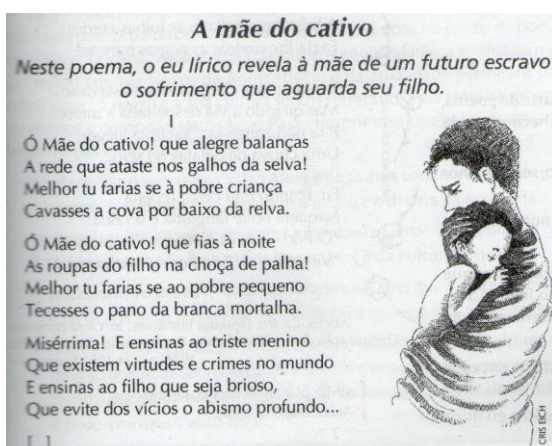 A mãe do cativo
Neste poema, o eu lírico revela à mãe de um futuro escravo
o sofrimento que aguarda seu filho.
I
Ó Mãe do cativo! que alegre balanças
A rede que ataste nos galhos da selva!
Melhor tu farias se à pobre criança
Cavasses a cova por baixo da relva.
Ó Mãe do cativo! que fias à noite
As roupas do filho na choça de palha!
Melhor tu farias se ao pobre pequeno
Tecesses o pano da branca mortalha.
Misérrima! E ensinas ao triste menino
Que existem virtudes e crimes no mundo
E ensinas ao filho que seja brioso,
Que evite dos vícios o abismo profundo...
[...]